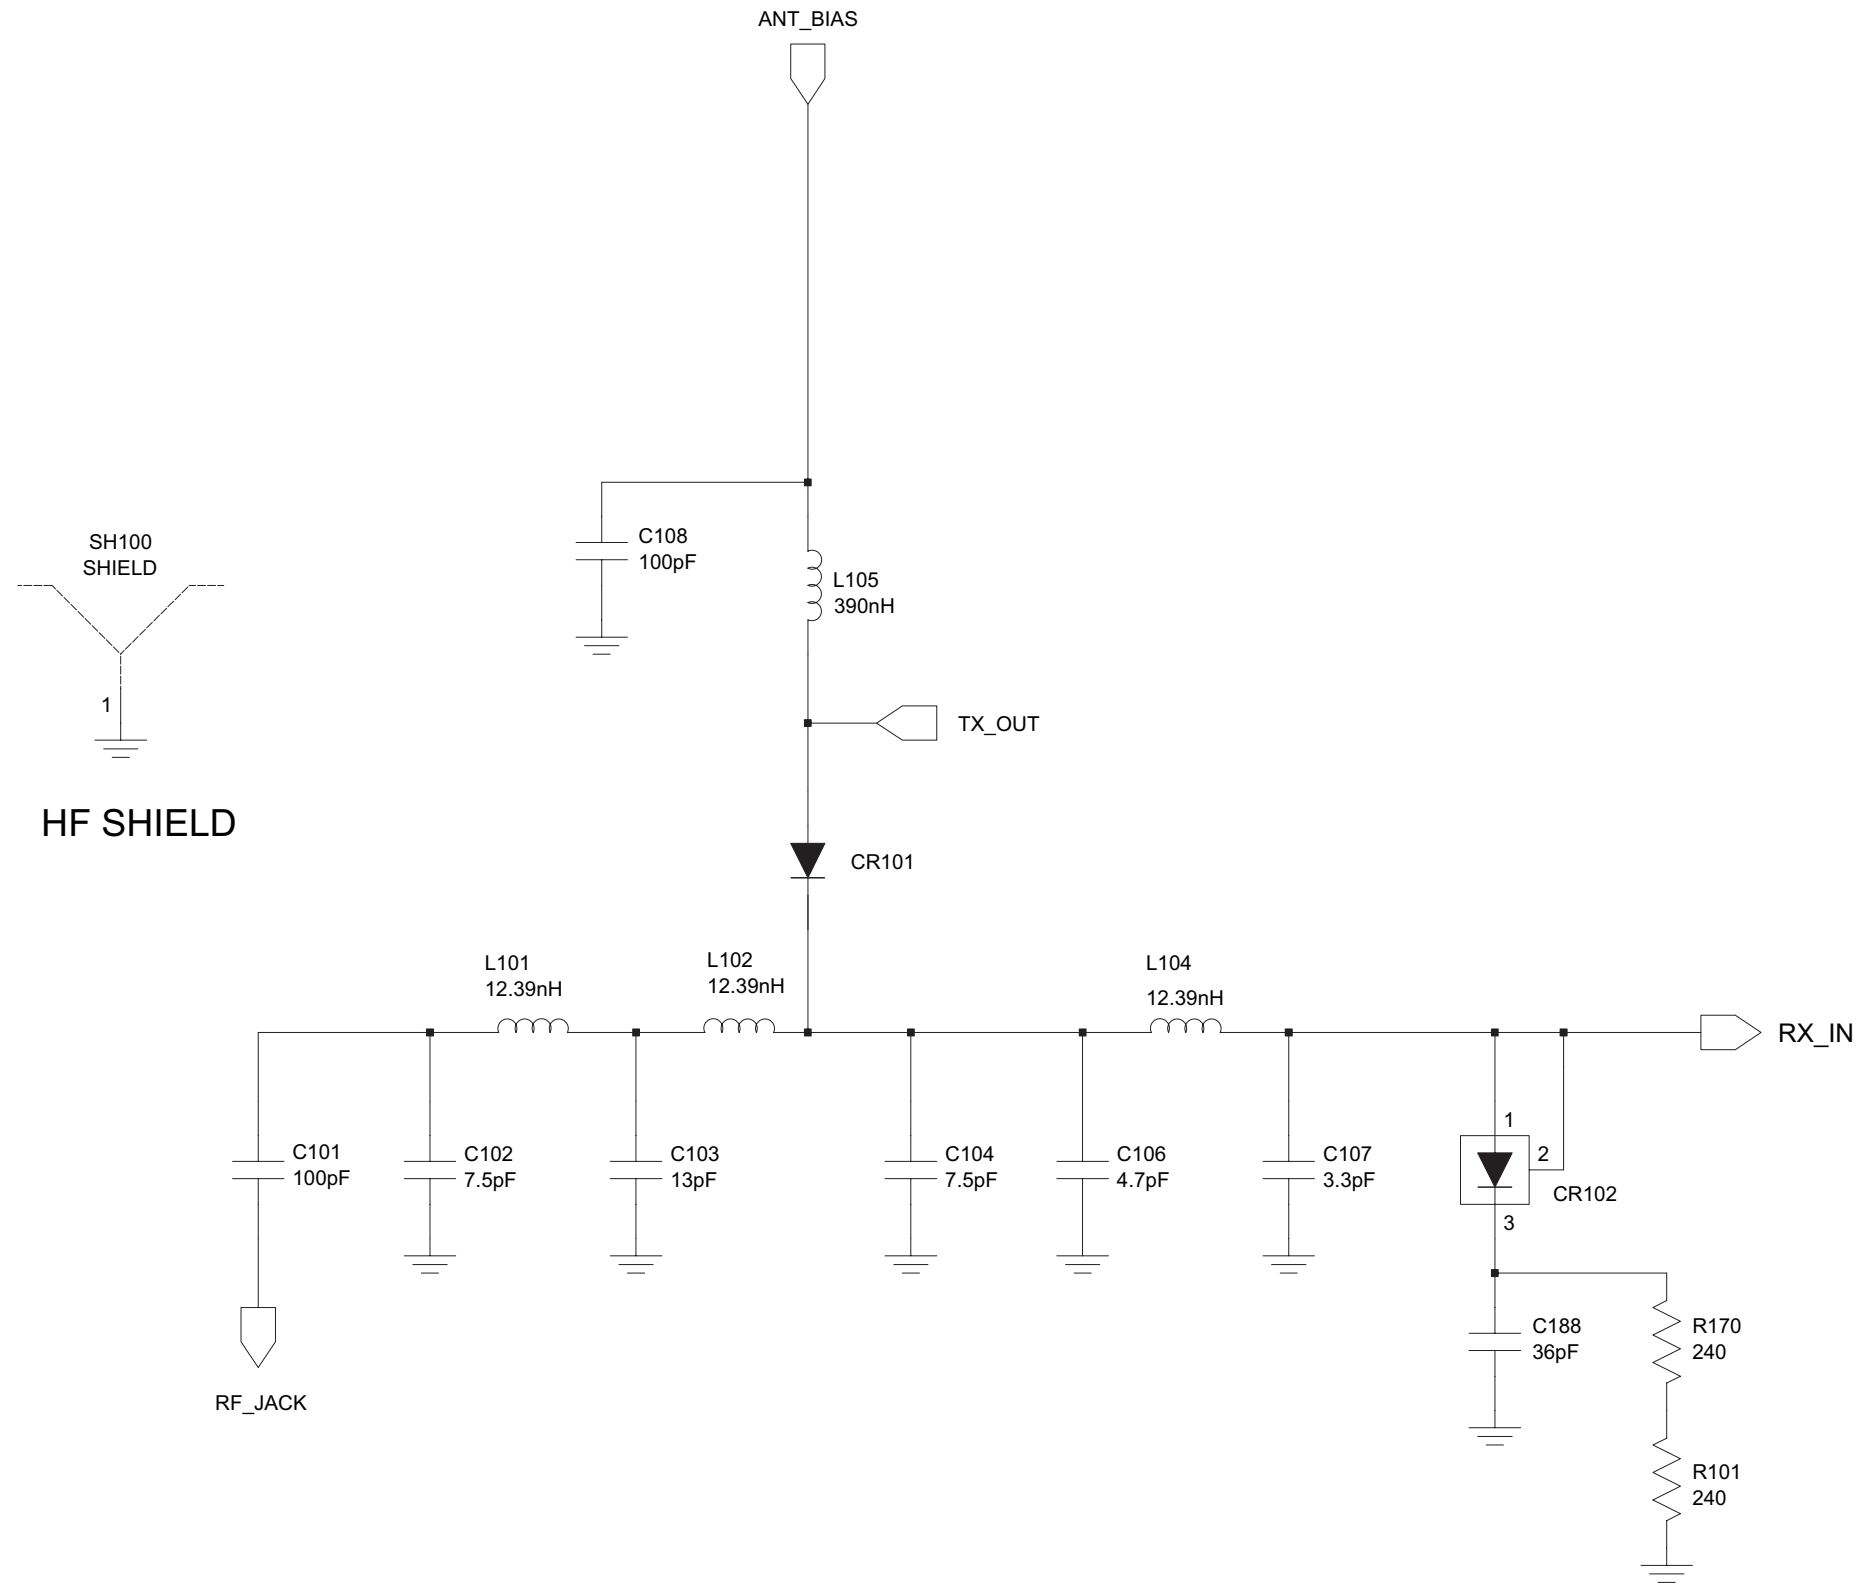 ANT_BIAS
C108
100pF
SH100
SHIELD
L105
390nH
1
TX_OUT
HF SHIELD
CR101
L101
12.39nH
L102
12.39nH
L104
12.39nH
RX_IN
C101
100pF
C102
7.5pF
C103
13pF
C104
7.5pF
C106
4.7pF
C107
3.3pF
1
2
CR102
3
C188
36pF
R170
240
RF_JACK
R101
240